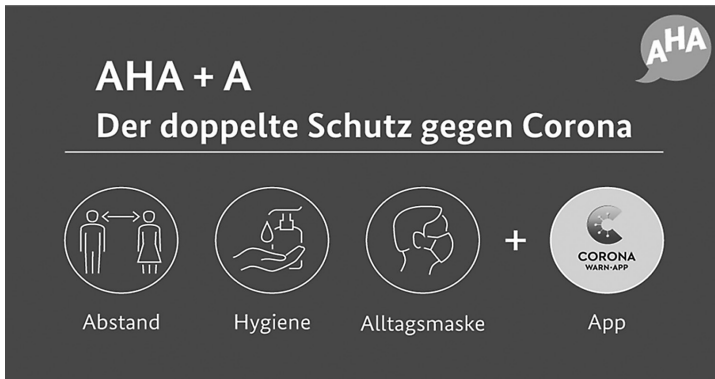 AHA
AHA + A
Der doppelte Schutz gegen Corona
+
CORONA
WARN-APP
Abstand
Hygiene
Alltagsmaske
App